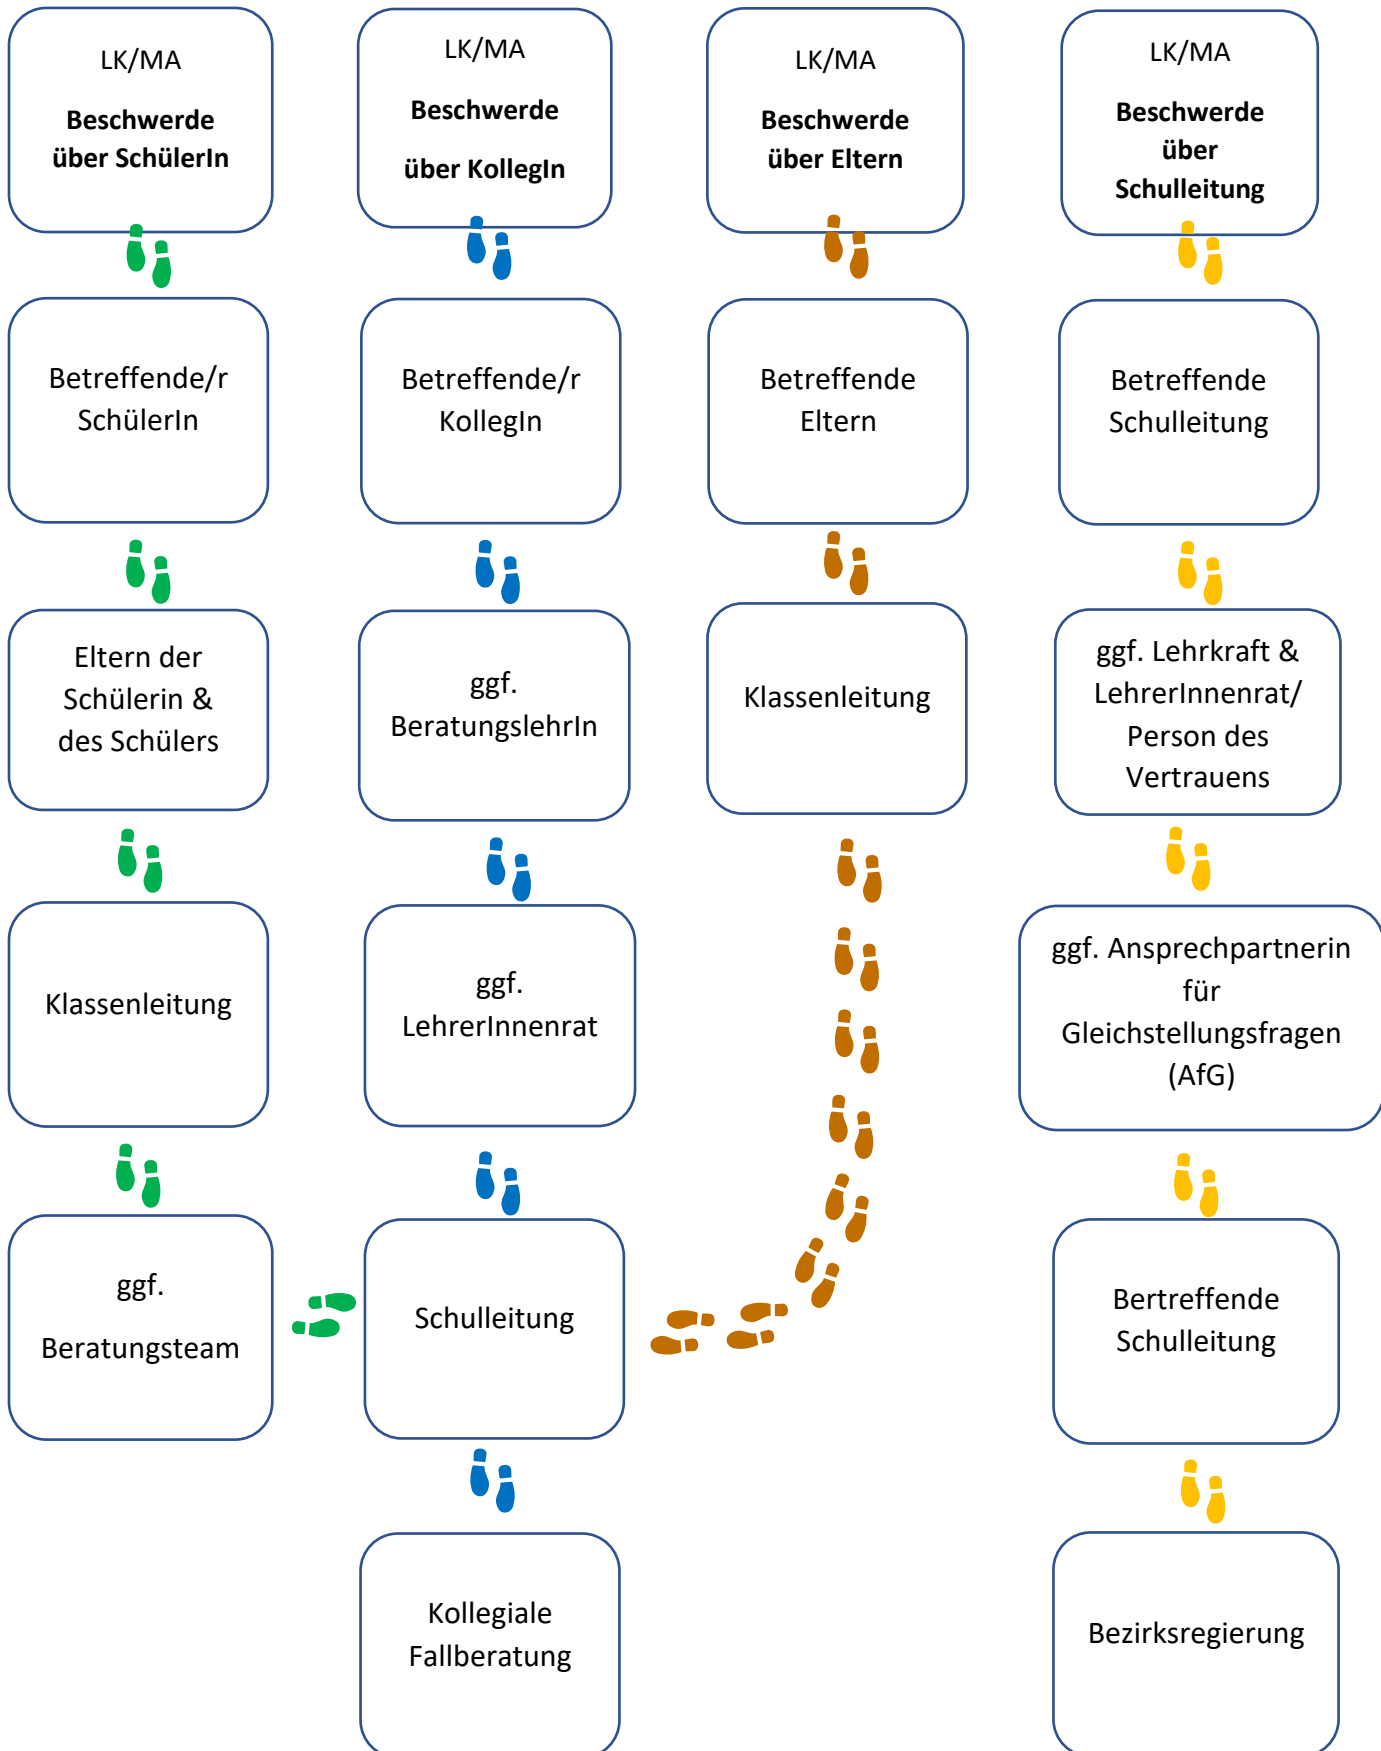 LK/MA
Beschwerde
über SchülerIn
LK/MA
Beschwerde
über KollegIn
LK/MA
Beschwerde
über Eltern
LK/MA
Beschwerde
über
Schulleitung
Betreffende/r
SchülerIn
Betreffende/r
KollegIn
Betreffende
Eltern
Betreffende
Schulleitung
Eltern der
Schülerin &
des Schülers
ggf.
BeratungslehrIn
Klassenleitung
ggf. Lehrkraft &
LehrerInnenrat/
Person des
Vertrauens
Klassenleitung
ggf.
LehrerInnenrat
ggf. Ansprechpartnerin
für
Gleichstellungsfragen
(AfG)
ggf.
Beratungsteam
Schulleitung
Bertreffende
Schulleitung
Kollegiale
Fallberatung
Bezirksregierung